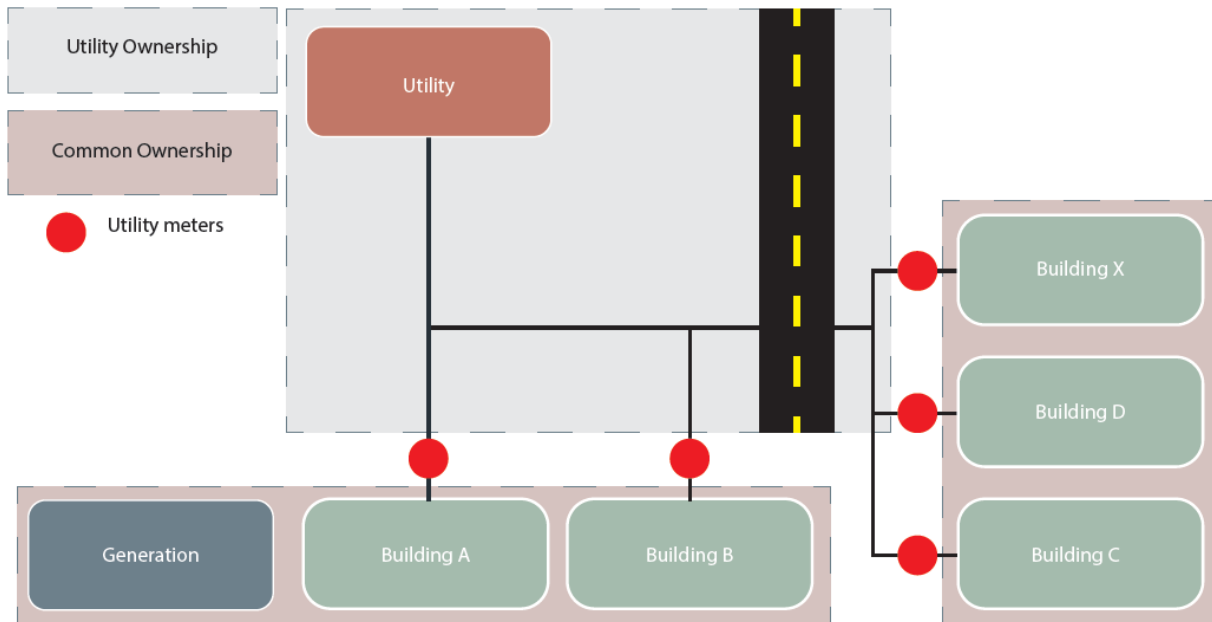 Utility Ownership
Common Ownership
Utility meters
Utility
Building X
Building D
Building C
Generation
Building A
Building B